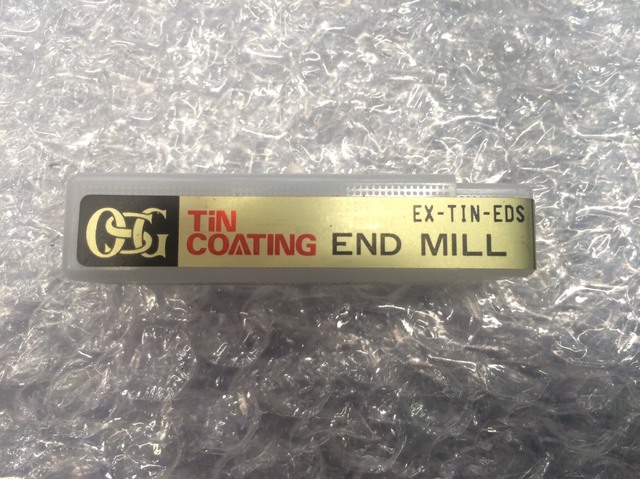 OSG
TiN
COATING END MILL
EX-TIN-EDS